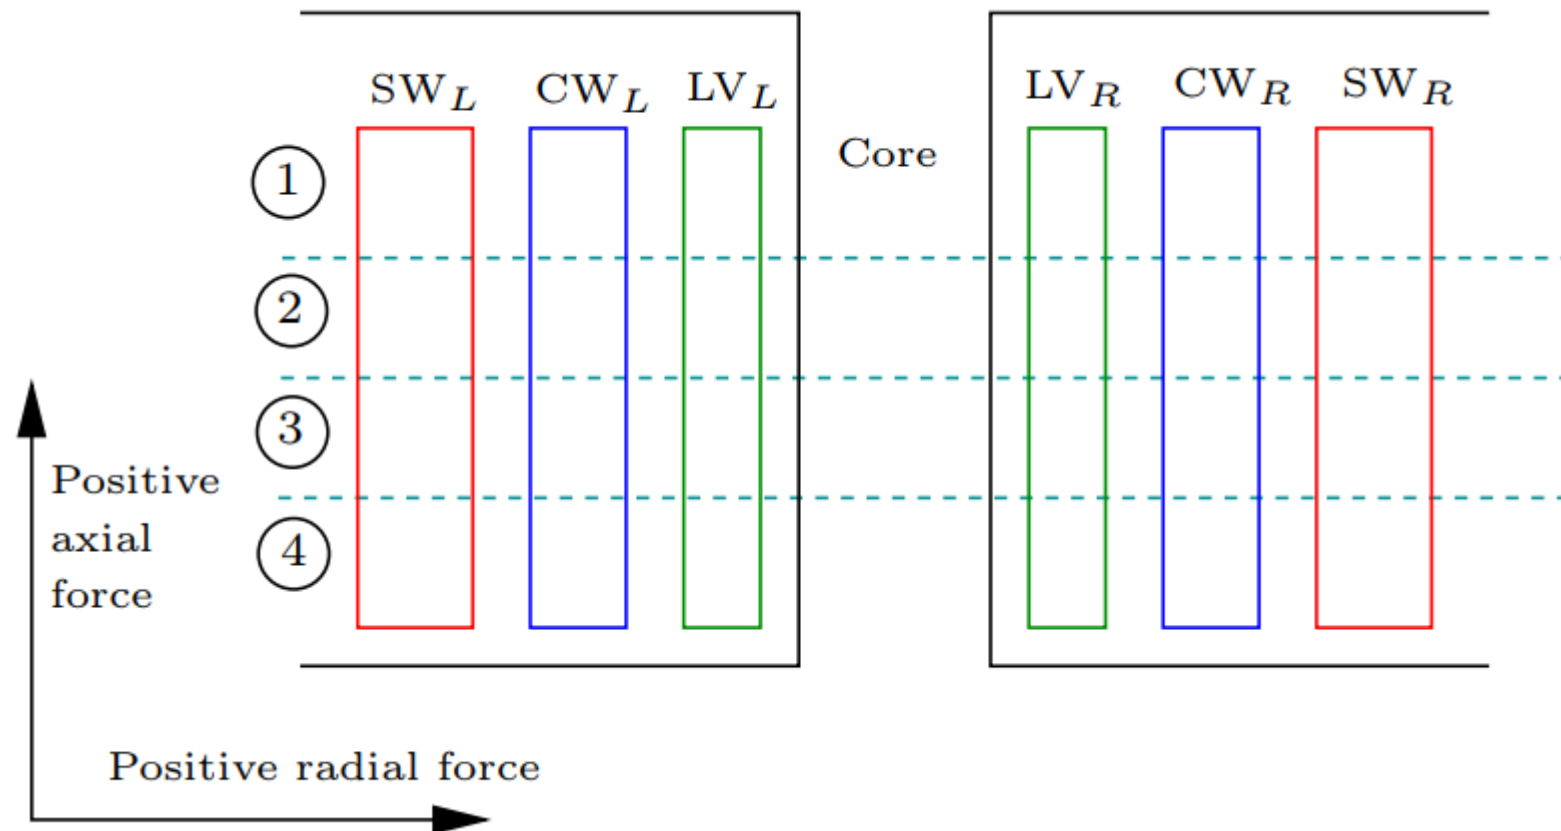 SW_L CW_L LV_L LV_R CW_R SW_R
Core
1
2
3
4
Positive
axial
force
Positive radial force